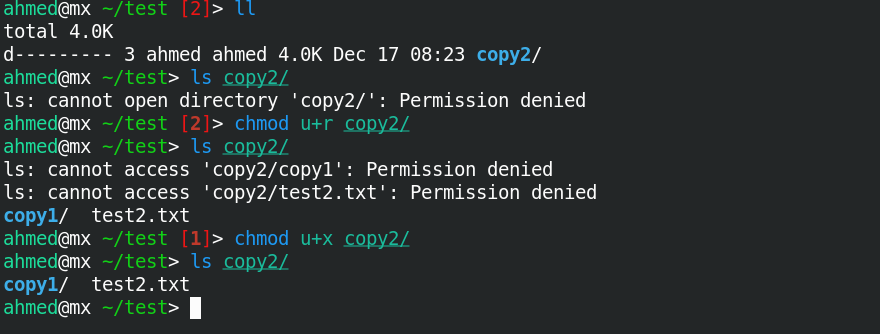 ahmed@mx ~/test [2]> ll
total 4.0K
d--------- 3 ahmed ahmed 4.0K Dec 17 08:23 copy2/
ahmed@mx ~/test> ls copy2/
ls: cannot open directory 'copy2/': Permission denied
ahmed@mx ~/test [2]> chmod u+r copy2/
ahmed@mx ~/test> ls copy2/
ls: cannot access 'copy2/copy1': Permission denied
ls: cannot access 'copy2/test2.txt': Permission denied
copy1/  test2.txt
ahmed@mx ~/test [1]> chmod u+x copy2/
ahmed@mx ~/test> ls copy2/
copy1/  test2.txt
ahmed@mx ~/test>